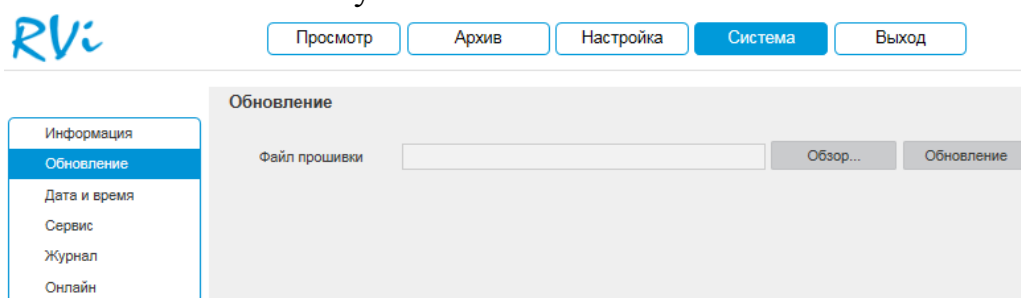 RVi
Просмотр Архив Настройка Система Выход
Обновление
Информация
Обновление
Файл прошивки Обзор... Обновление
Дата и время
Сервис
Журнал
Онлайн